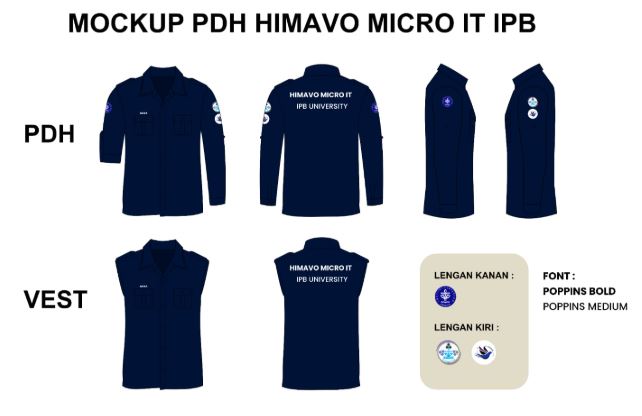 MOCKUP PDH HIMAVO MICRO IT IPB
PDH
HIMAVO MICRO IT
IPB UNIVERSITY
VEST
HIMAVO MICRO IT
IPB UNIVERSITY
LENGAN KANAN :
LENGAN KIRI :
FONT :
POPPINS BOLD
POPPINS MEDIUM